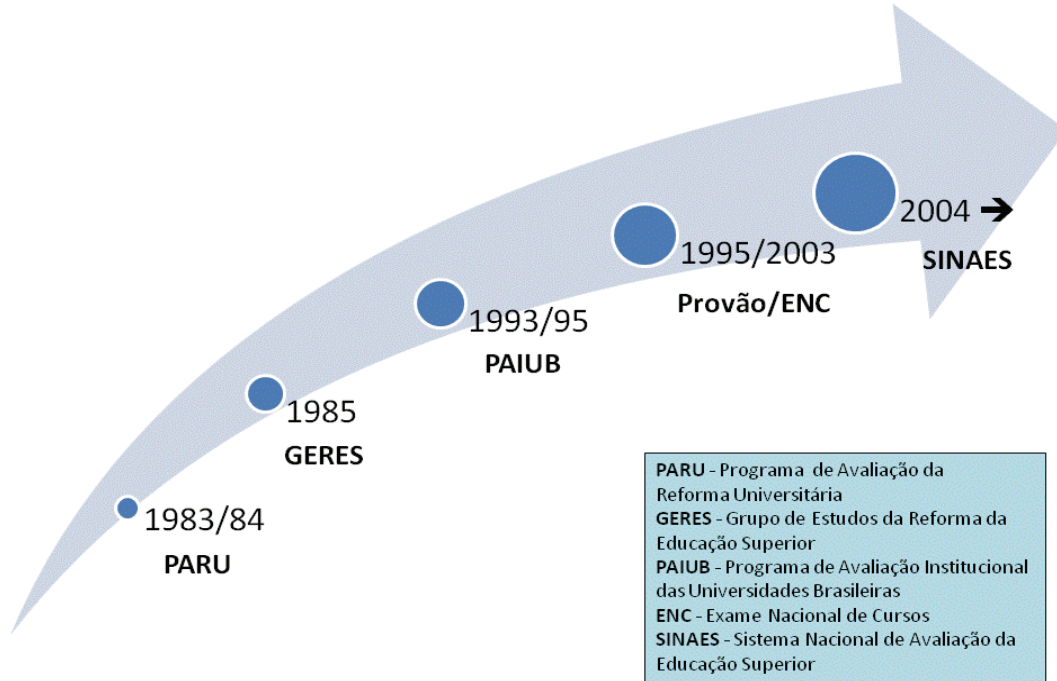 2004 →
SINAES
1995/2003
Provão/ENC
1993/95
PAIUB
1985
GERES
1983/84
PARU
PARU - Programa de Avaliação da
Reforma Universitária
GERES - Grupo de Estudos da Reforma da
Educação Superior
PAIUB - Programa de Avaliação Institucional
das Universidades Brasileiras
ENC - Exame Nacional de Cursos
SINAES - Sistema Nacional de Avaliação da
Educação Superior